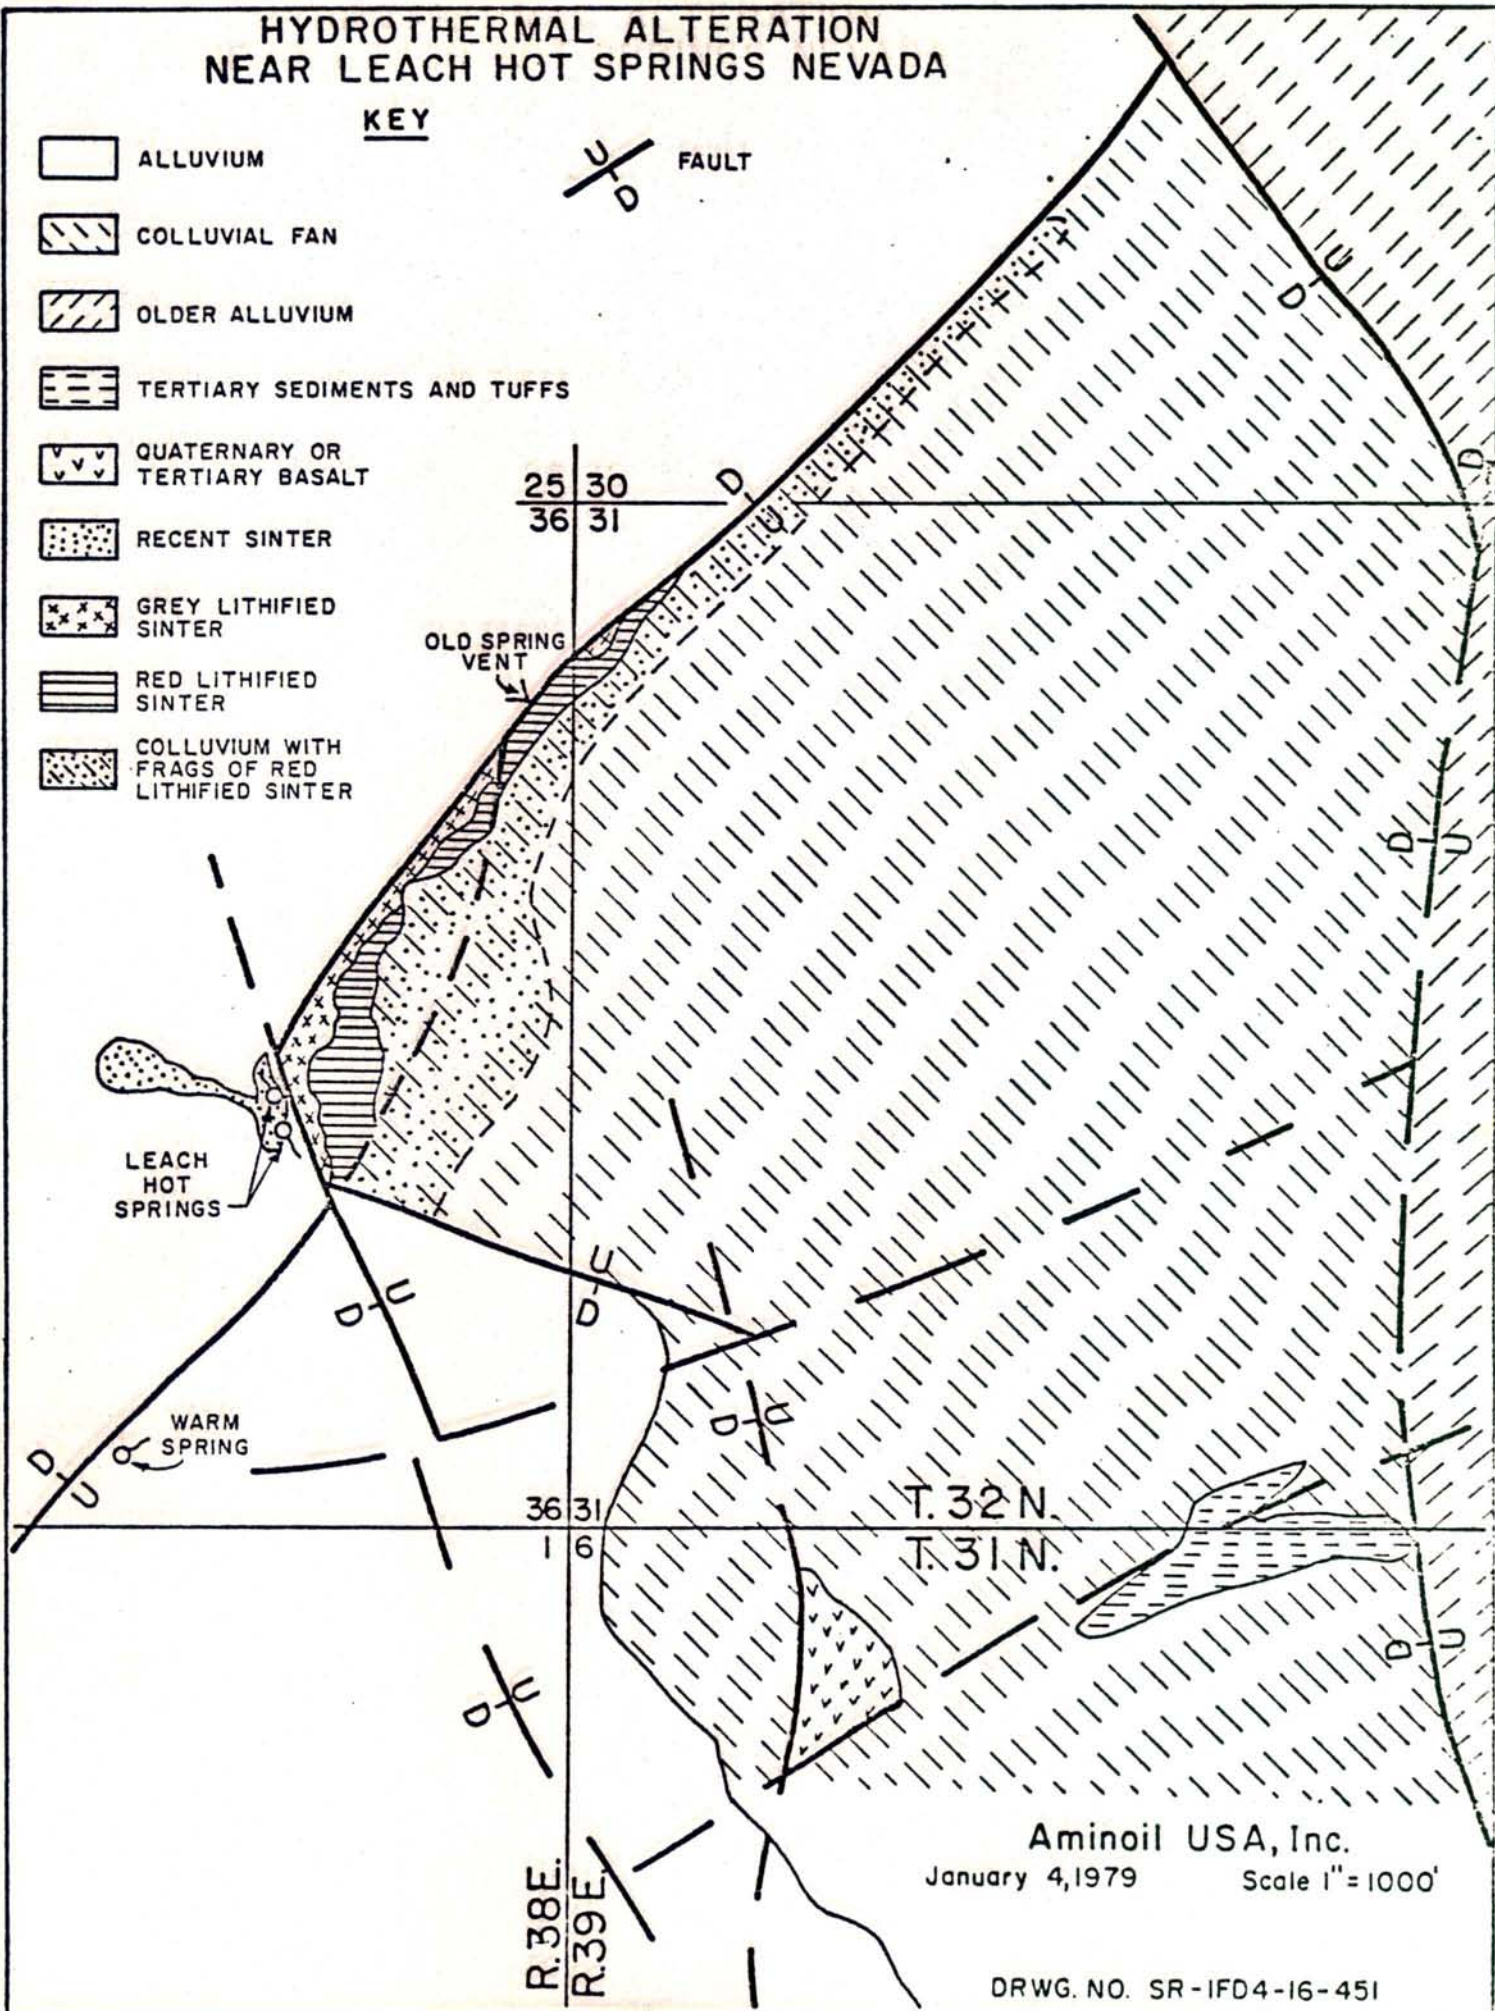 HYDROTHERMAL ALTERATION
NEAR LEACH HOT SPRINGS NEVADA
KEY
ALLUVIUM
COLLUVIAL FAN
OLDER ALLUVIUM
TERTIARY SEDIMENTS AND TUFFS
QUATERNARY OR
TERTIARY BASALT
RECENT SINTER
GREY LITHIFIED
SINTER
RED LITHIFIED
SINTER
COLLUVIUM WITH
FRAGS OF RED
LITHIFIED SINTER
U
D
FAULT
U
D
D
25 30
36 31
D
U
OLD SPRING
VENT
D
U
LEACH
HOT
SPRINGS
U
D
U
D
WARM
SPRING
D
U
D
U
36 31
1 6
T. 32 N.
T. 31 N.
D
U
U
D
R.38E.
R.39E.
Aminoil USA, Inc.
January 4, 1979
Scale 1" = 1000'
DRWG. NO. SR-IFD4-16-451